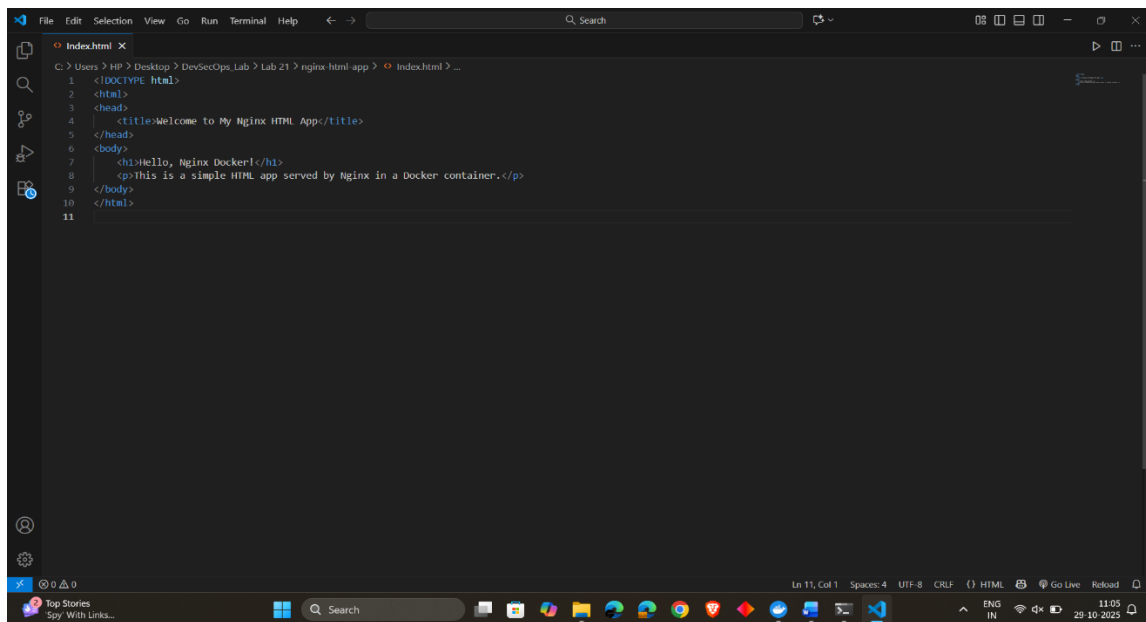 File Edit Selection View Go Run Terminal Help Search
Index.html
C: > Users > HP > Desktop > DevSecOps_Lab > Lab 21 > nginx-html-app > Index.html > ...
1 <!DOCTYPE html>
2 <html>
3 <head>
4 <title>Welcome to My Nginx HTML App</title>
5 </head>
6 <body>
7 <h1>Hello, Nginx Docker!</h1>
8 <p>This is a simple HTML app served by Nginx in a Docker container.</p>
9 </body>
10 </html>
11
0 0 Ln 11, Col 1 Spaces: 4 UTF-8 CRLF {} HTML Go Live Reload
2 Top Stories Search ENG 11:05
'Spy' With Links... IN 29-10-2025